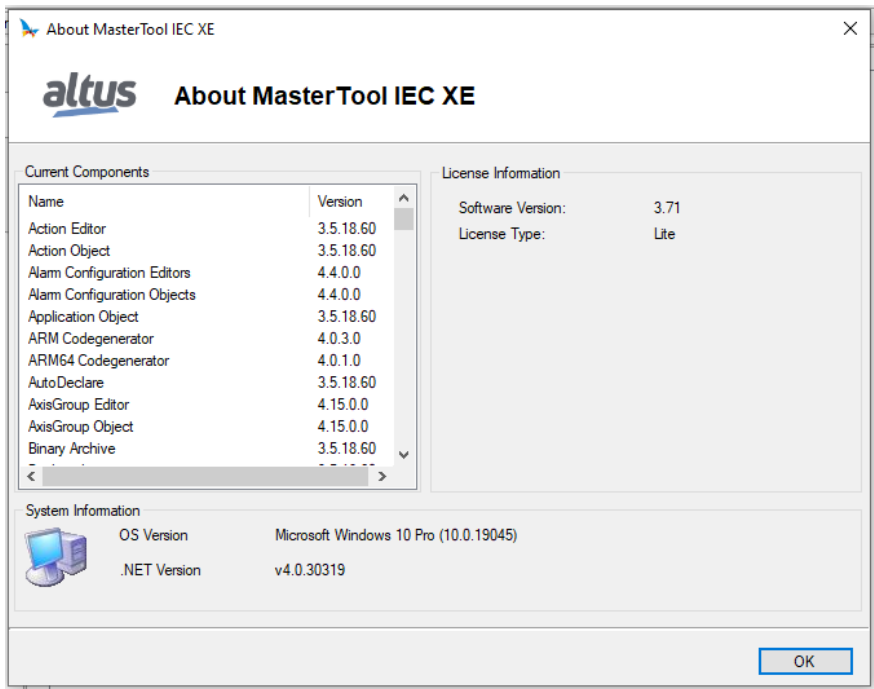 About MasterTool IEC XE
altus About MasterTool IEC XE
Current Components
Name Version
Action Editor 3.5.18.60
Action Object 3.5.18.60
Alarm Configuration Editors 4.4.0.0
Alarm Configuration Objects 4.4.0.0
Application Object 3.5.18.60
ARM Codegenerator 4.0.3.0
ARM64 Codegenerator 4.0.1.0
AutoDeclare 3.5.18.60
AxisGroup Editor 4.15.0.0
AxisGroup Object 4.15.0.0
Binary Archive 3.5.18.60
License Information
Software Version: 3.71
License Type: Lite
System Information
OS Version Microsoft Windows 10 Pro (10.0.19045)
.NET Version v4.0.30319
OK